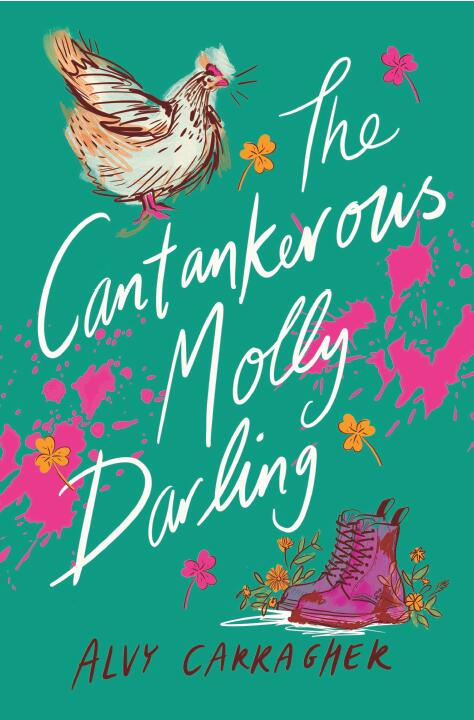 The
Cantankerous
Molly
Darling
ALVY CARRAGHER